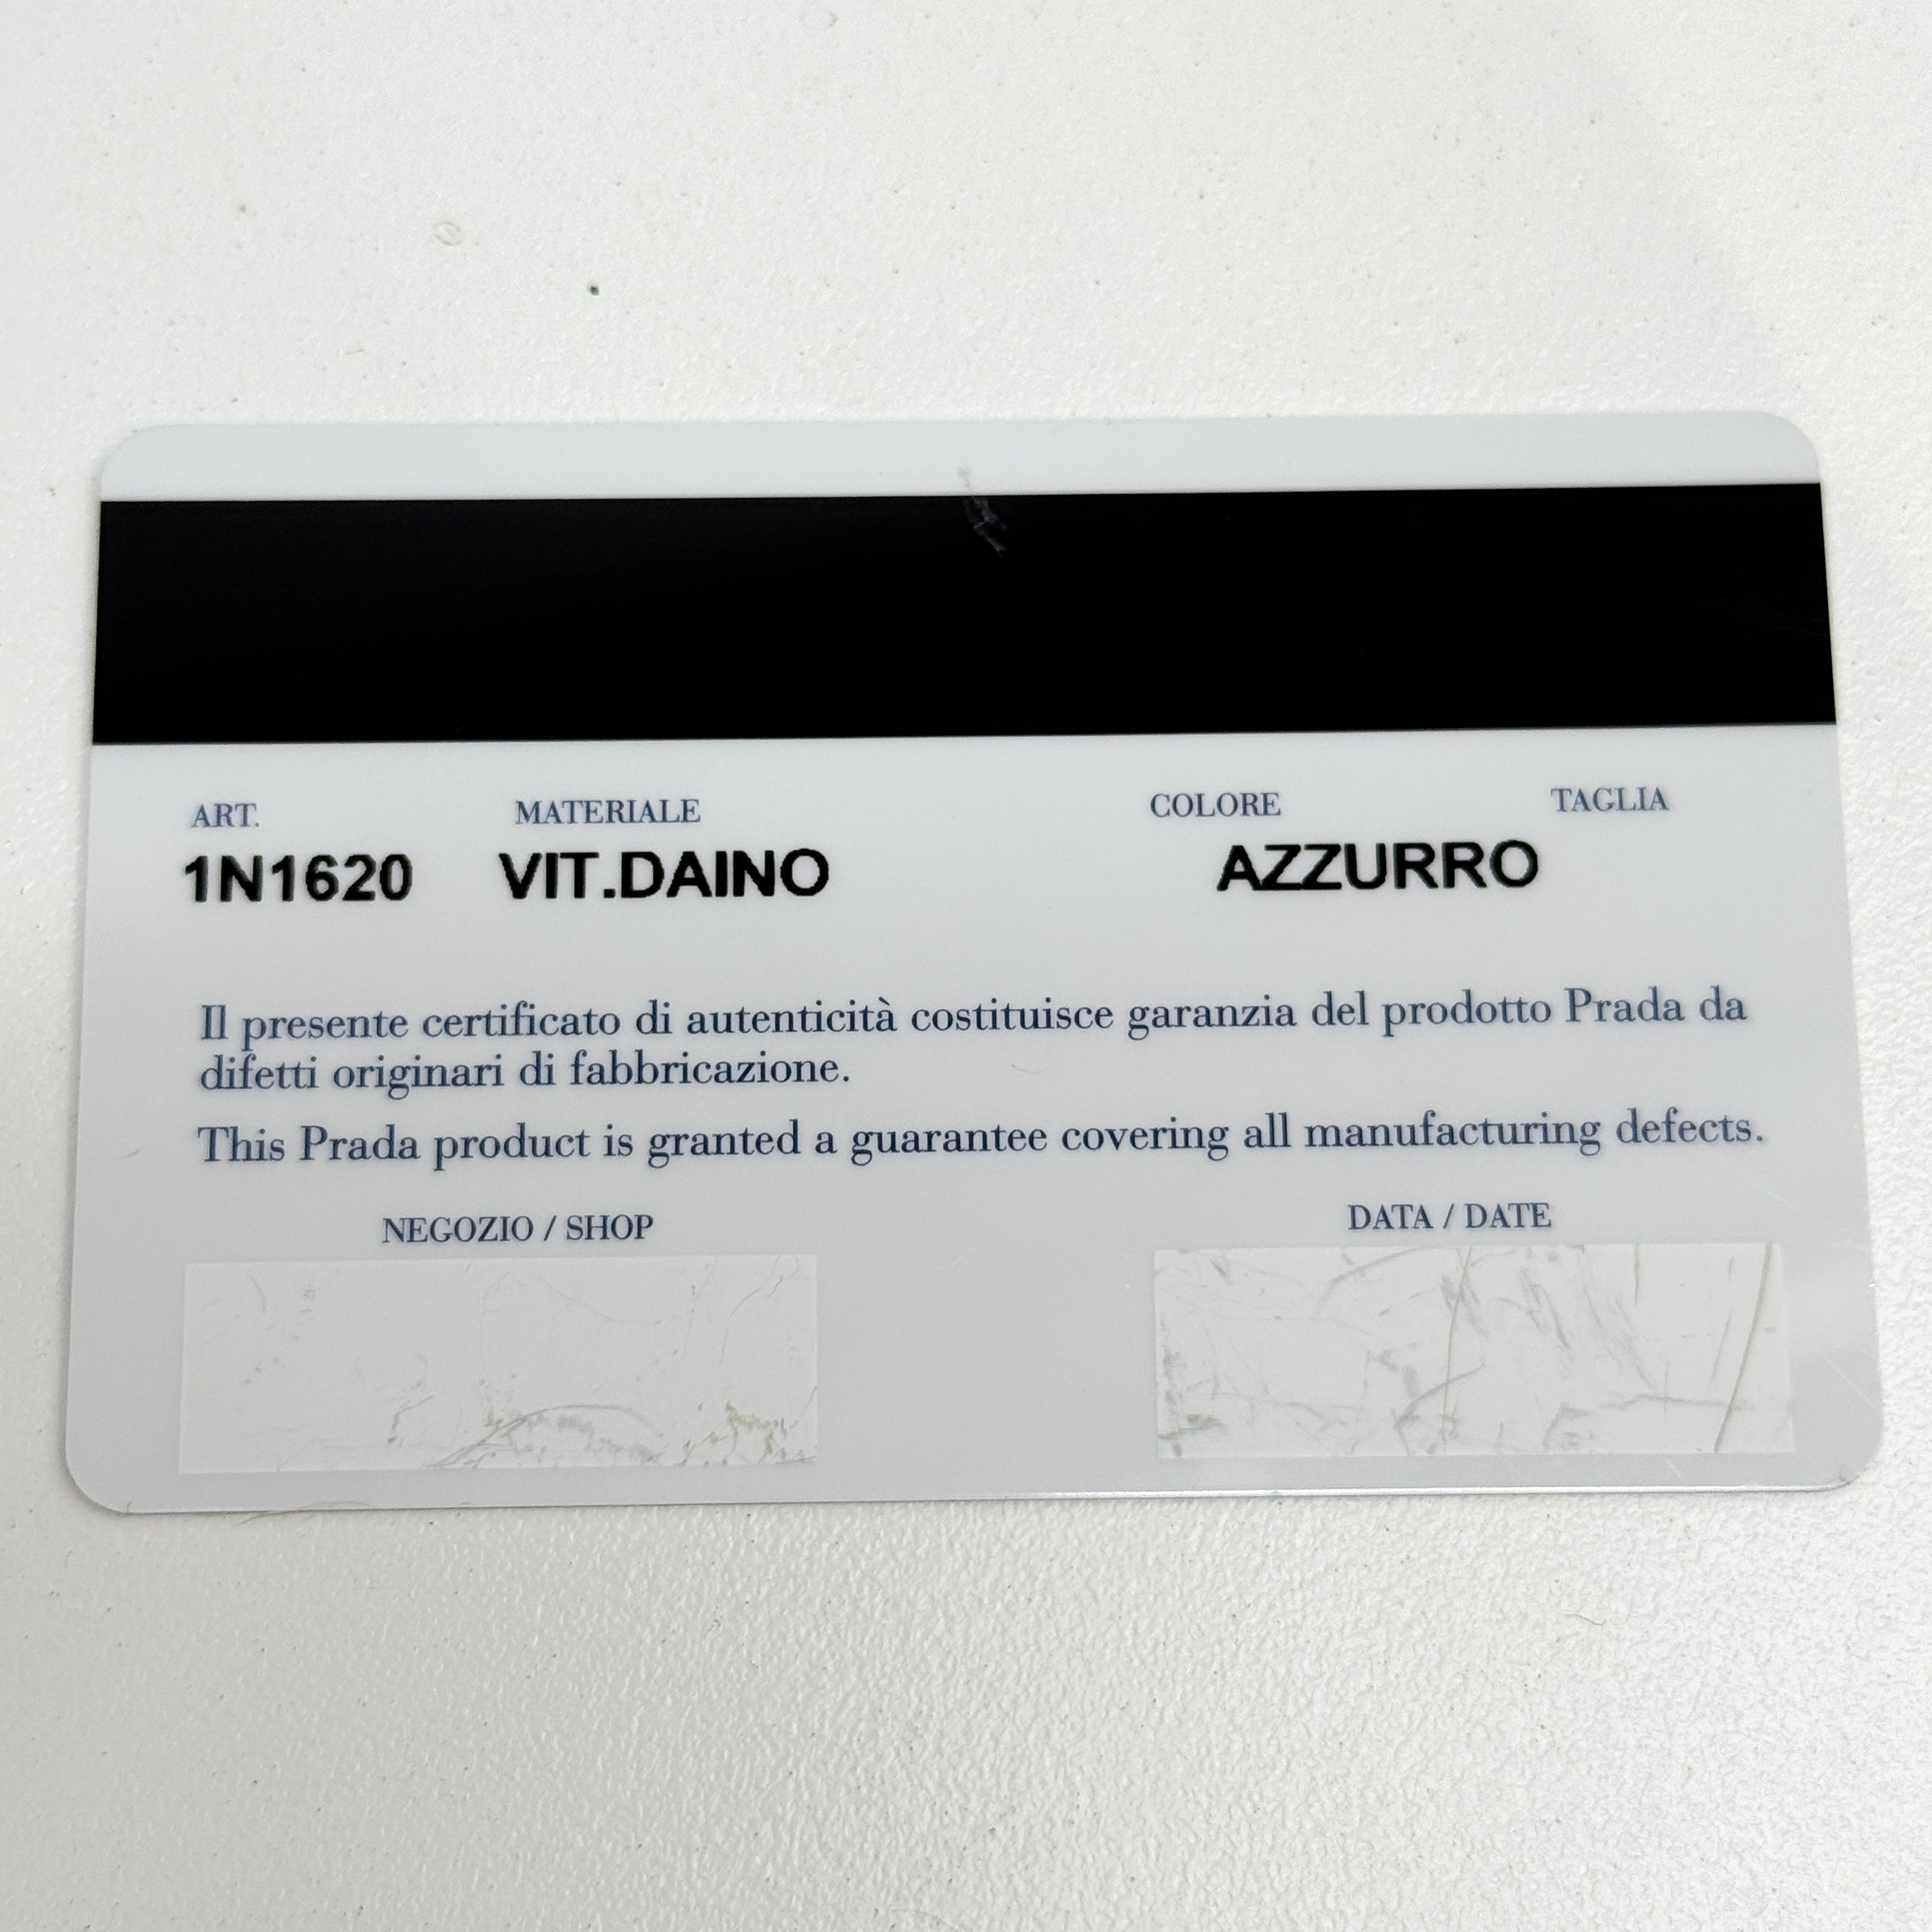 ART. MATERIALE COLORE TAGLIA
1N1620 VIT.DAINO AZZURRO
Il presente certificato di autenticità costituisce garanzia del prodotto Prada da
difetti originari di fabbricazione.
This Prada product is granted a guarantee covering all manufacturing defects.
NEGOZIO / SHOP DATA / DATE